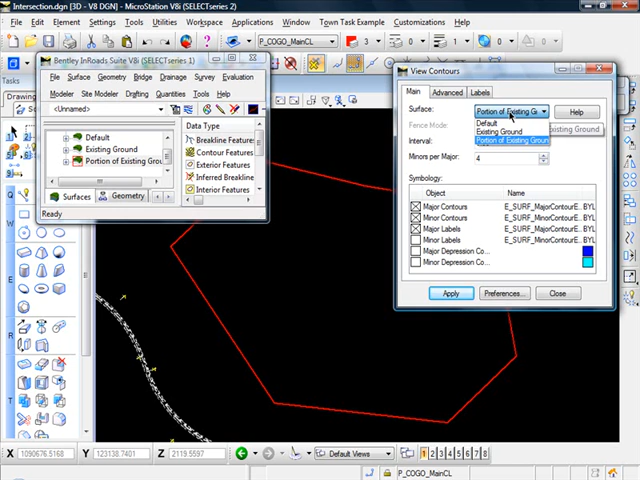 Intersection.dgn [3D - V8 DGN] - MicroStation V8i (SELECTseries 2)
File Edit Element Settings Tools Utilities Workspace Applications Window Town Task Example Customizations Help
P_COGO_MainCL 3 0 0
Bentley InRoads Suite V8i (SELECTseries 1)
File Surface Geometry Bridge Drainage Survey Evaluation
Modeler Site Modeler Drafting Quantities Tools Help
<Unnamed>
Default
Existing Ground
Portion of Existing Gro
Data Type
Breakline Features
Contour Features
Exterior Features
Inferred Breakline
Interior Features
Surfaces Geometry
Ready
View Contours
Main Advanced Labels
Surface: Portion of Existing Gr Help
Default
Fence Mode: Existing Ground xisting Ground
Interval: Portion of Existing Groun
Minors per Major: 4
Symbology:
Object Name
Major Contours E_SURF_MajorContourE... BYL
Minor Contours E_SURF_MinorContourE... BYL
Major Labels E_SURF_MajorContourE... BYL
Minor Labels E_SURF_MinorContourE... BYL
Major Depression Co...
Minor Depression Co...
Apply Preferences... Close
Default Views 1 2 3 4 5 6 7 8
X 1090676.5168 Y 123138.7401 Z 2119.5597
P_COGO_MainCL